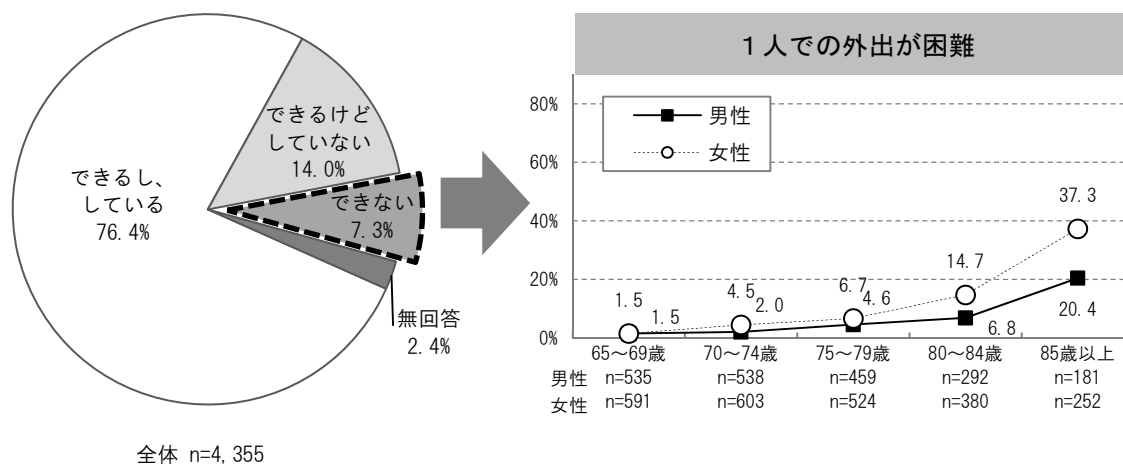 できるし、
している
76.4%
できるけど
していない
14.0%
できない
7.3%
無回答
2.4%
全体 n=4,355
1人での外出が困難
80%
60%
40%
20%
0%
男性
女性
1.5
1.5
4.5
2.0
6.7
4.6
14.7
6.8
37.3
20.4
65～69歳 70～74歳 75～79歳 80～84歳 85歳以上
男性 n=535 n=538 n=459 n=292 n=181
女性 n=591 n=603 n=524 n=380 n=252